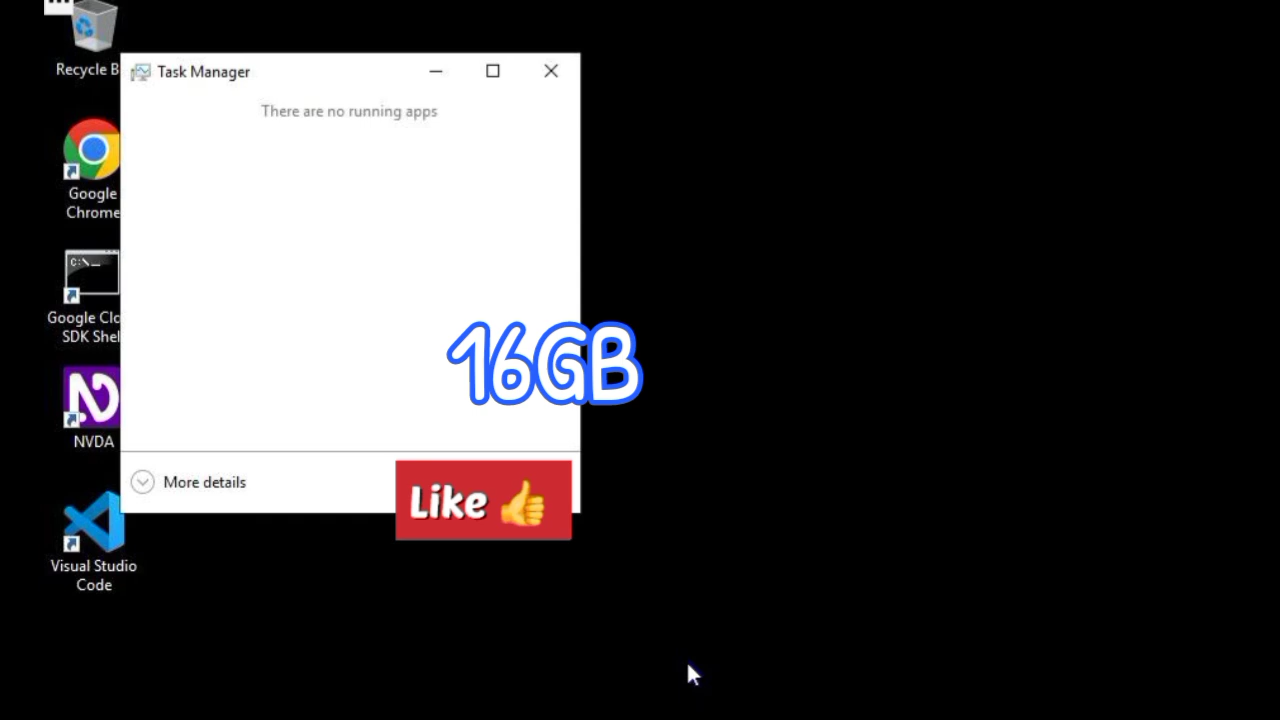 Recycle B
Task Manager
There are no running apps
Google
Chrome
C:\
Google Clo
SDK Shel
NVDA
16GB
More details
Like
Visual Studio
Code